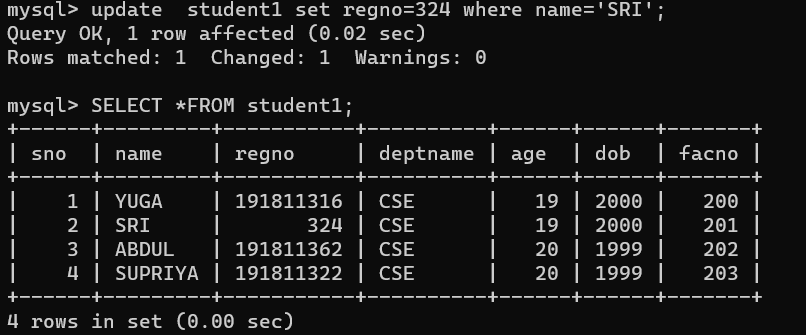 mysql> update  student1 set regno=324 where name='SRI';
Query OK, 1 row affected (0.02 sec)
Rows matched: 1  Changed: 1  Warnings: 0

mysql> SELECT *FROM student1;
+------+---------+-----------+----------+------+------+-------+
| sno  | name    | regno     | deptname | age  | dob  | facno |
+------+---------+-----------+----------+------+------+-------+
|    1 | YUGA    | 191811316 | CSE      |   19 | 2000 |   200 |
|    2 | SRI     |       324 | CSE      |   19 | 2000 |   201 |
|    3 | ABDUL   | 191811362 | CSE      |   20 | 1999 |   202 |
|    4 | SUPRIYA | 191811322 | CSE      |   20 | 1999 |   203 |
+------+---------+-----------+----------+------+------+-------+
4 rows in set (0.00 sec)